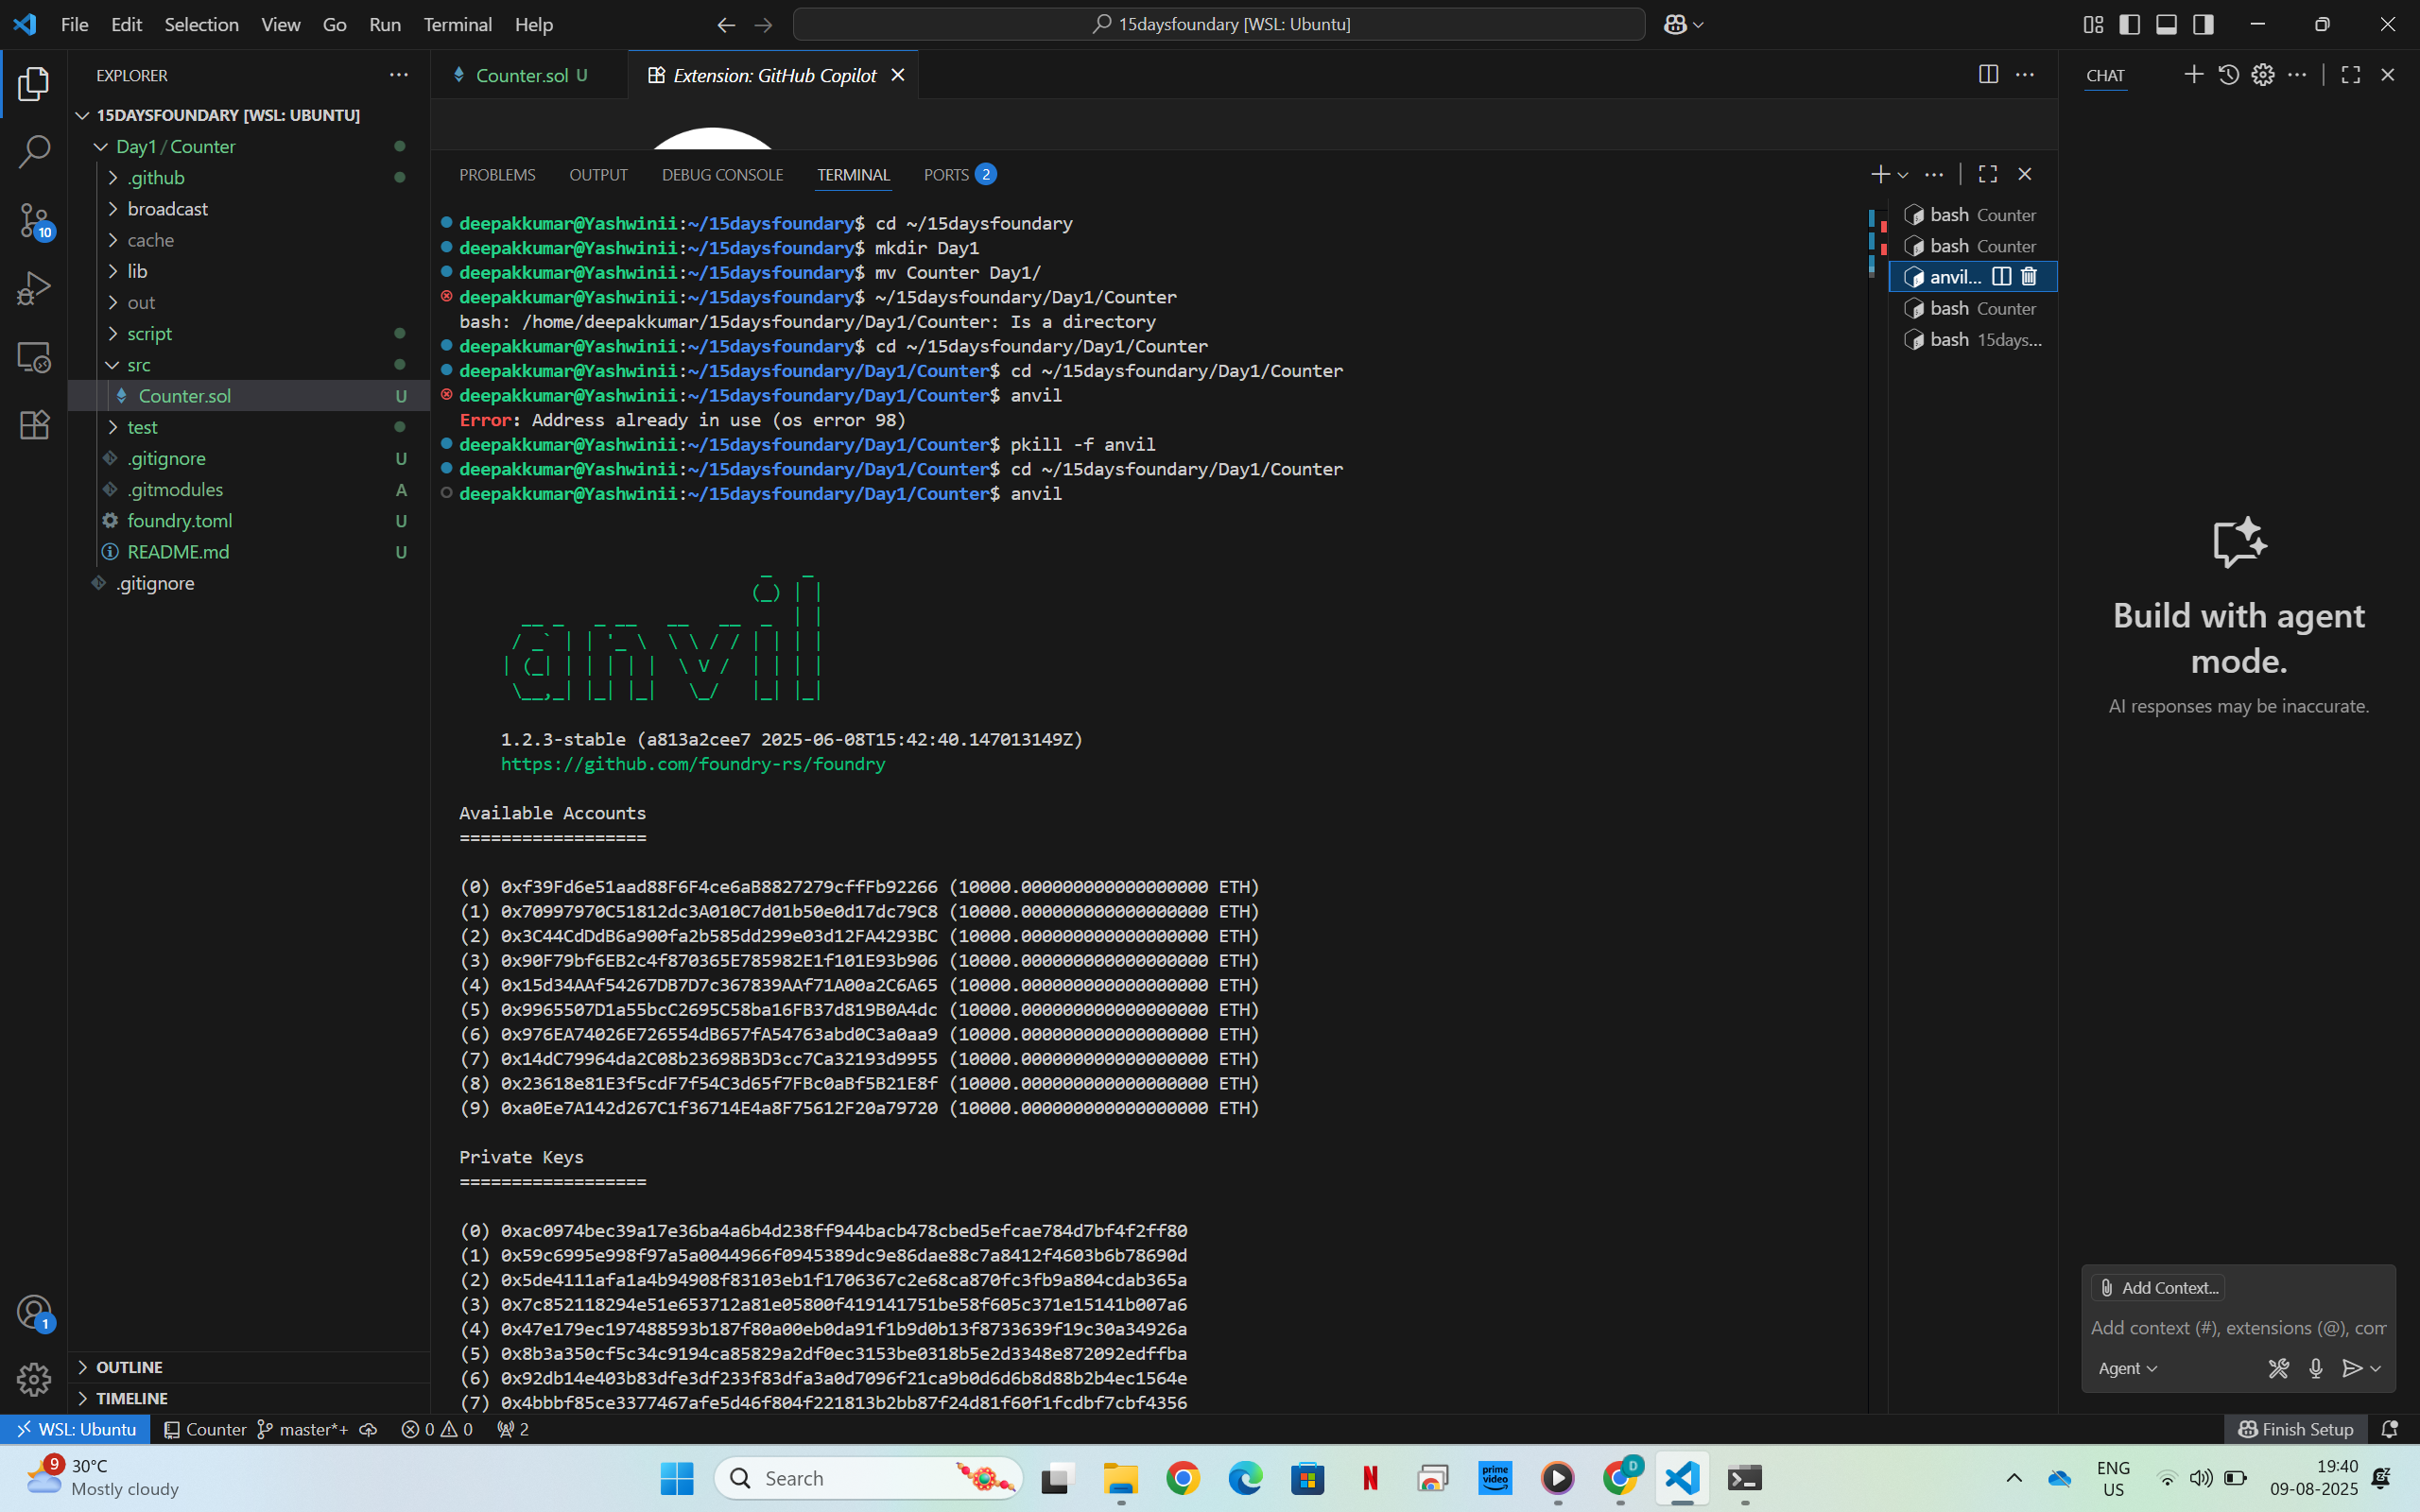 File Edit Selection View Go Run Terminal Help
15daysfoundary [WSL: Ubuntu]
EXPLORER
15DAYSFOUNDARY [WSL: UBUNTU]
Day1 / Counter
.github
broadcast
cache
lib
out
script
src
Counter.sol U
test
.gitignore U
.gitmodules A
foundry.toml U
README.md U
.gitignore
OUTLINE
TIMELINE
10
1
Counter.sol U
Extension: GitHub Copilot
PROBLEMS OUTPUT DEBUG CONSOLE TERMINAL PORTS 2
deepakkumar@Yashwinii:~/15daysfoundary$ cd ~/15daysfoundary
deepakkumar@Yashwinii:~/15daysfoundary$ mkdir Day1
deepakkumar@Yashwinii:~/15daysfoundary$ mv Counter Day1/
deepakkumar@Yashwinii:~/15daysfoundary$ ~/15daysfoundary/Day1/Counter
bash: /home/deepakkumar/15daysfoundary/Day1/Counter: Is a directory
deepakkumar@Yashwinii:~/15daysfoundary$ cd ~/15daysfoundary/Day1/Counter
deepakkumar@Yashwinii:~/15daysfoundary/Day1/Counter$ cd ~/15daysfoundary/Day1/Counter
deepakkumar@Yashwinii:~/15daysfoundary/Day1/Counter$ anvil
Error: Address already in use (os error 98)
deepakkumar@Yashwinii:~/15daysfoundary/Day1/Counter$ pkill -f anvil
deepakkumar@Yashwinii:~/15daysfoundary/Day1/Counter$ cd ~/15daysfoundary/Day1/Counter
deepakkumar@Yashwinii:~/15daysfoundary/Day1/Counter$ anvil
anvil
1.2.3-stable (a813a2cee7 2025-06-08T15:42:40.147013149Z)
https://github.com/foundry-rs/foundry
Available Accounts
==================
(0) 0xf39Fd6e51aad88F6F4ce6aB8827279cffFb92266 (10000.000000000000000000 ETH)
(1) 0x70997970C51812dc3A010C7d01b50e0d17dc79C8 (10000.000000000000000000 ETH)
(2) 0x3C44CdDdB6a900fa2b585dd299e03d12FA4293BC (10000.000000000000000000 ETH)
(3) 0x90F79bf6EB2c4f870365E785982E1f101E93b906 (10000.000000000000000000 ETH)
(4) 0x15d34AAf54267DB7D7c367839AAf71A00a2C6A65 (10000.000000000000000000 ETH)
(5) 0x9965507D1a55bcC2695C58ba16FB37d819B0A4dc (10000.000000000000000000 ETH)
(6) 0x976EA74026E726554dB657fA54763abd0C3a0aa9 (10000.000000000000000000 ETH)
(7) 0x14dC79964da2C08b23698B3D3cc7Ca32193d9955 (10000.000000000000000000 ETH)
(8) 0x23618e81E3f5cdF7f54C3d65f7FBc0aBf5B21E8f (10000.000000000000000000 ETH)
(9) 0xa0Ee7A142d267C1f36714E4a8F75612F20a79720 (10000.000000000000000000 ETH)
Private Keys
==================
(0) 0xac0974bec39a17e36ba4a6b4d238ff944bacb478cbed5efcae784d7bf4f2ff80
(1) 0x59c6995e998f97a5a0044966f0945389dc9e86dae88c7a8412f4603b6b78690d
(2) 0x5de4111afa1a4b94908f83103eb1f1706367c2e68ca870fc3fb9a804cdab365a
(3) 0x7c852118294e51e653712a81e05800f419141751be58f605c371e15141b007a6
(4) 0x47e179ec197488593b187f80a00eb0da91f1b9d0b13f8733639f19c30a34926a
(5) 0x8b3a350cf5c34c9194ca85829a2df0ec3153be0318b5e2d3348e872092edffba
(6) 0x92db14e403b83dfe3df233f83dfa3a0d7096f21ca9b0d6d6b8d88b2b4ec1564e
(7) 0x4bbbf85ce3377467afe5d46f804f221813b2bb87f24d81f60f1fcdbf7cbf4356
bash Counter
bash Counter
anvil...
bash Counter
bash 15days...
CHAT
Build with agent
mode.
AI responses may be inaccurate.
Add Context...
Add context (#), extensions (@), com
Agent
WSL: Ubuntu Counter master*+ 0 0 2
Finish Setup
9
30°C
Mostly cloudy
Search
N
prime video
D
ENG
US
19:40
09-08-2025